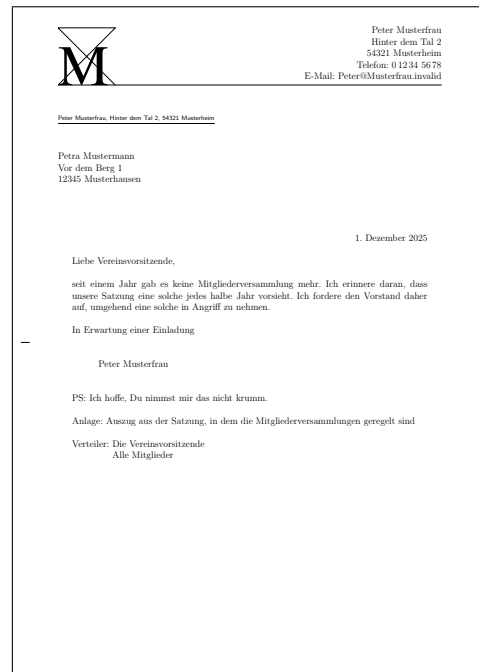 M
Peter Musterfrau
Hinter dem Tal 2
54321 Musterheim
Telefon: 0 12 34 56 78
E-Mail: Peter@Musterfrau.invalid
Peter Musterfrau, Hinter dem Tal 2, 54321 Musterheim
Petra Mustermann
Vor dem Berg 1
12345 Musterhausen
1. Dezember 2025
Liebe Vereinsvorsitzende,
seit einem Jahr gab es keine Mitgliederversammlung mehr. Ich erinnere daran, dass
unsere Satzung eine solche jedes halbe Jahr vorsieht. Ich fordere den Vorstand daher
auf, umgehend eine solche in Angriff zu nehmen.
In Erwartung einer Einladung
Peter Musterfrau
PS: Ich hoffe, Du nimmst mir das nicht krumm.
Anlage: Auszug aus der Satzung, in dem die Mitgliederversammlungen geregelt sind
Verteiler: Die Vereinsvorsitzende
Alle Mitglieder